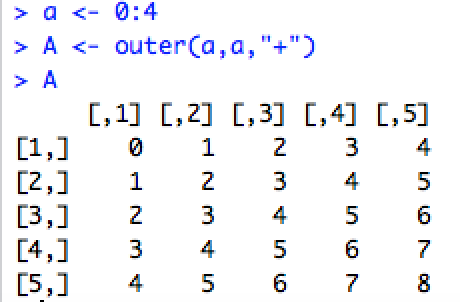 > a <- 0:4
> A <- outer(a,a,"+")
> A
     [,1] [,2] [,3] [,4] [,5]
[1,]    0    1    2    3    4
[2,]    1    2    3    4    5
[3,]    2    3    4    5    6
[4,]    3    4    5    6    7
[5,]    4    5    6    7    8